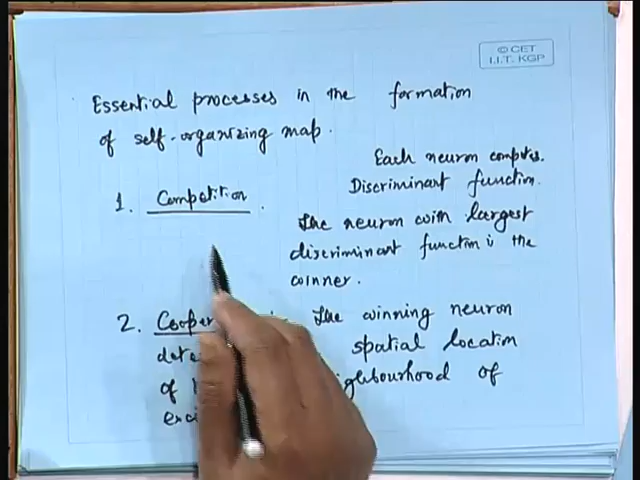 © CET
I.I.T. KGP
Essential processes in the formation
of self-organizing map.
Each neuron computes.
1. Competition. Discriminant function.
The neuron with largest
discriminant function is the
winner.
2. The winning neuron
spatial location
of of